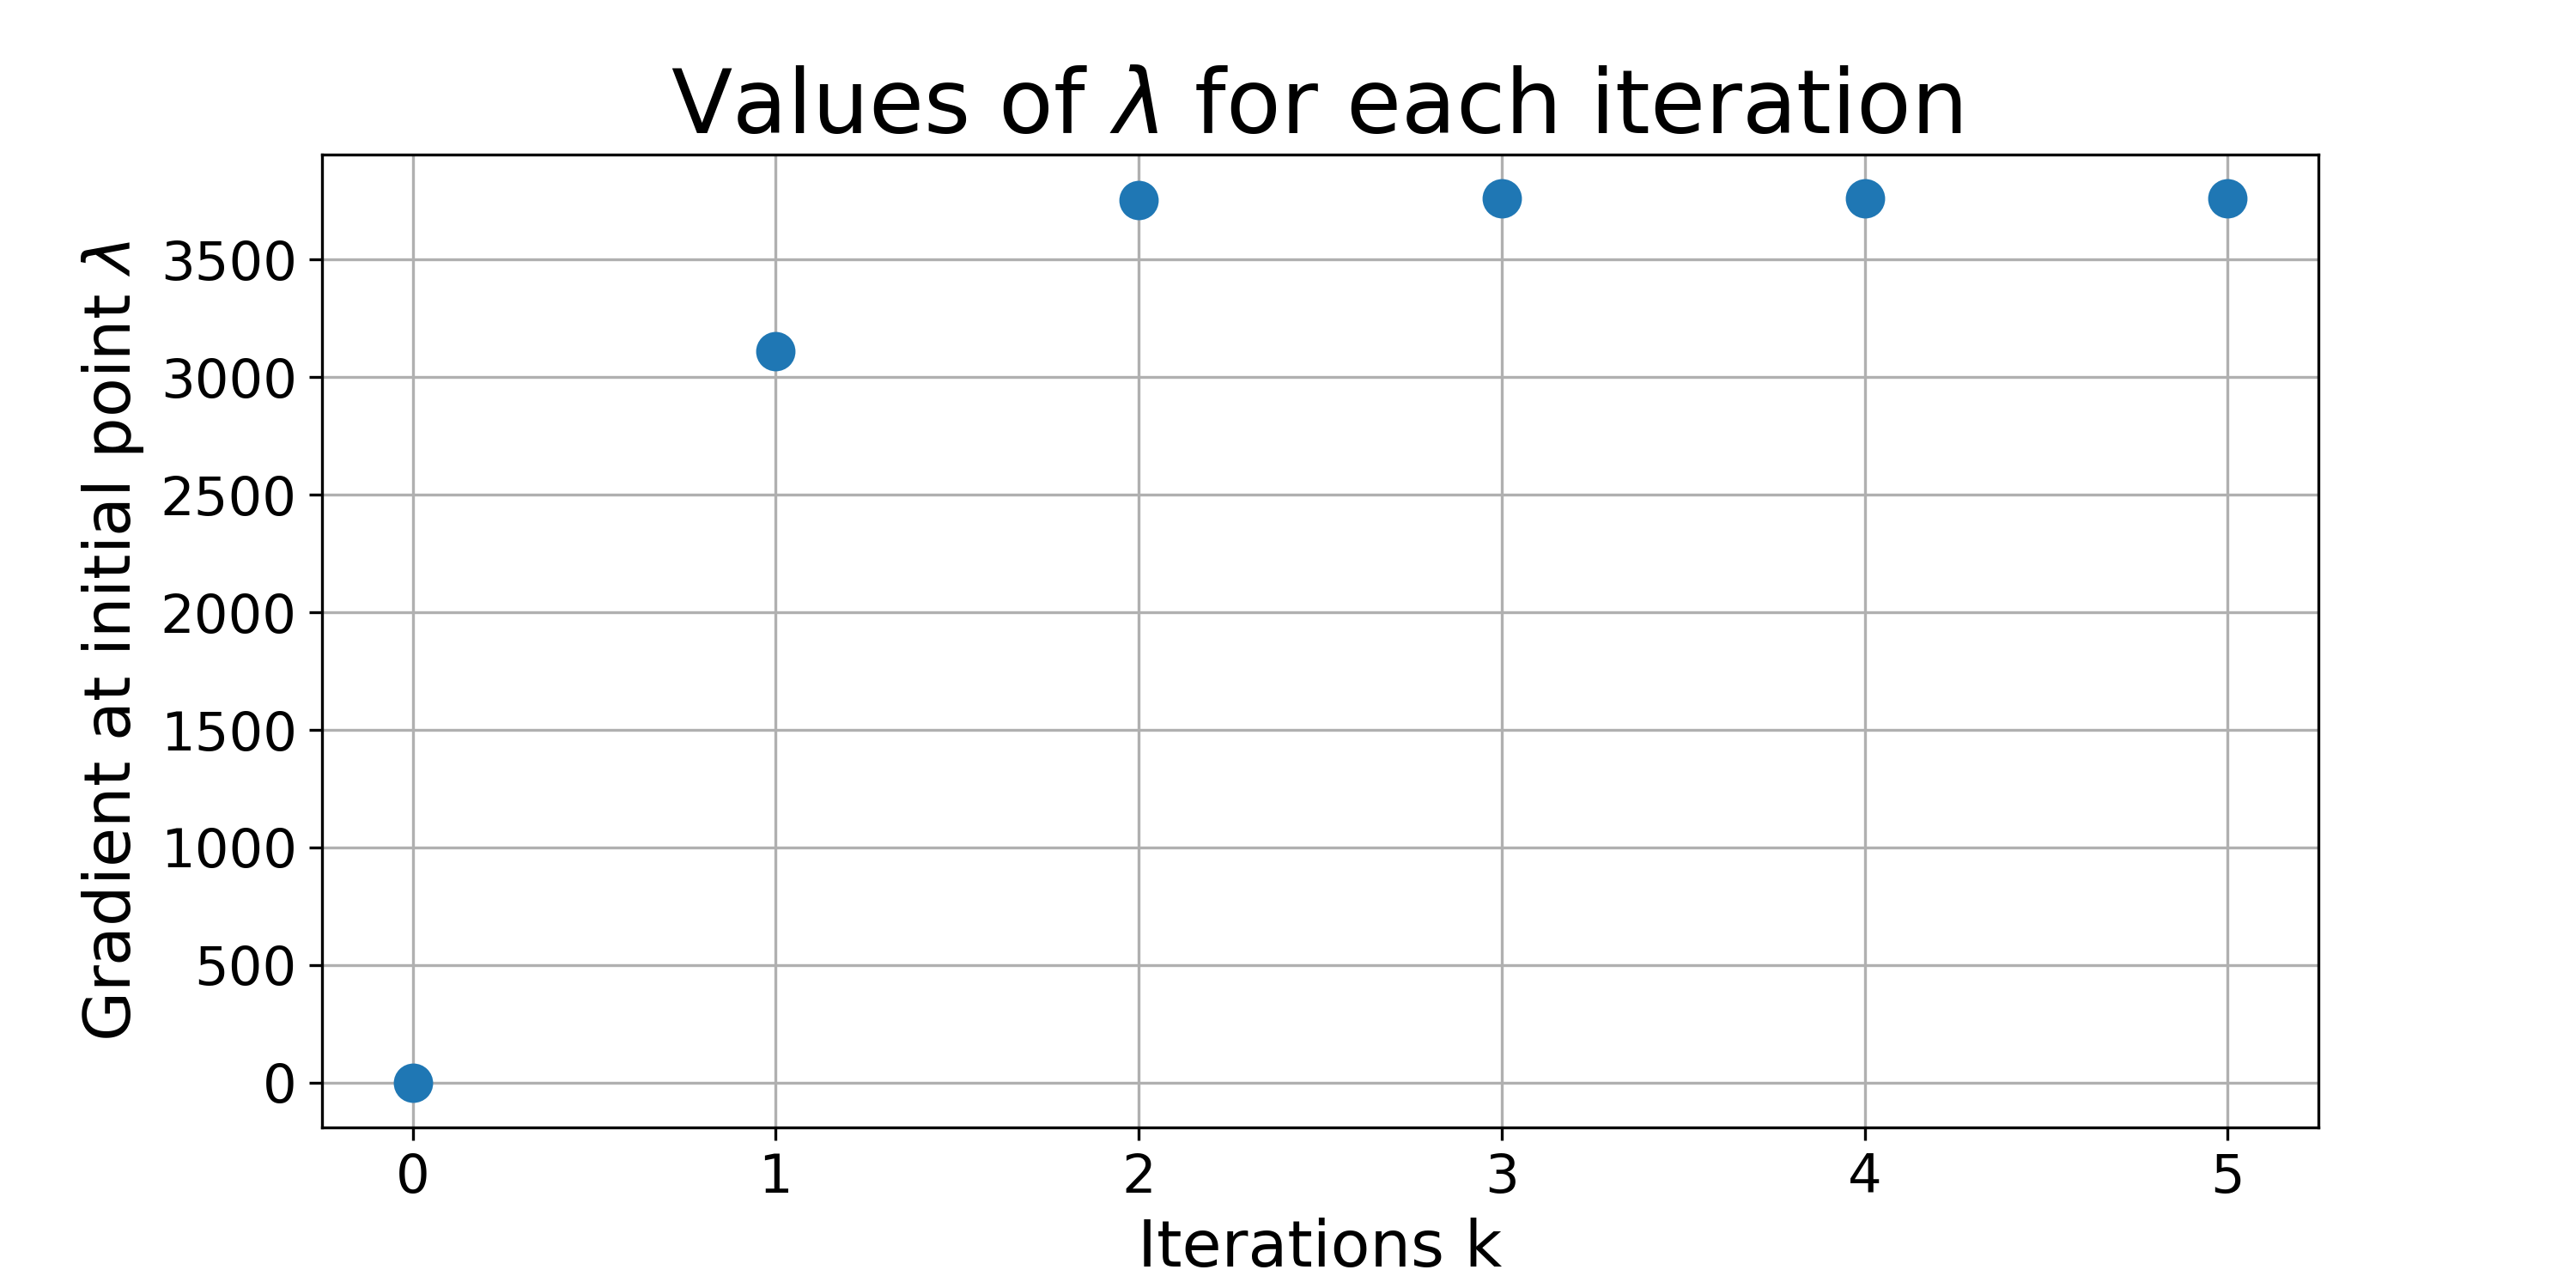 Values of λ for each iteration
Gradient at initial point λ
3500
3000
2500
2000
1500
1000
500
0
0 1 2 3 4 5
Iterations k